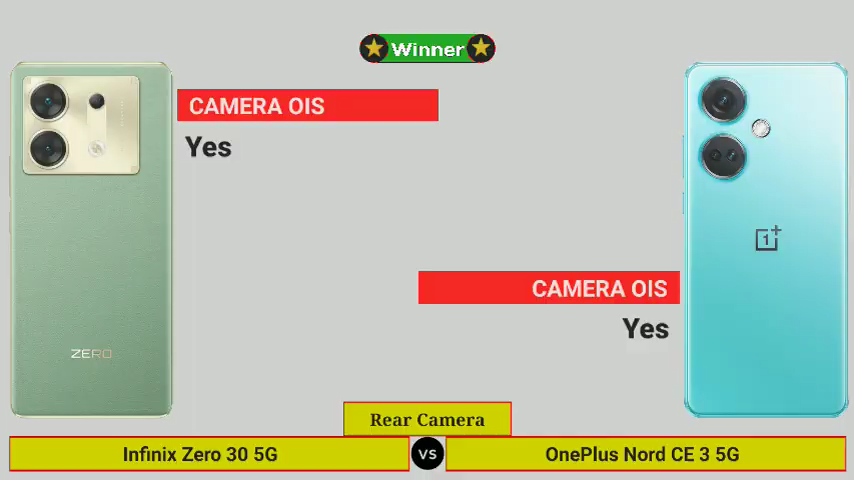 Winner
CAMERA OIS
Yes
ZERO
1+
CAMERA OIS
Yes
Rear Camera
Infinix Zero 30 5G
VS
OnePlus Nord CE 3 5G